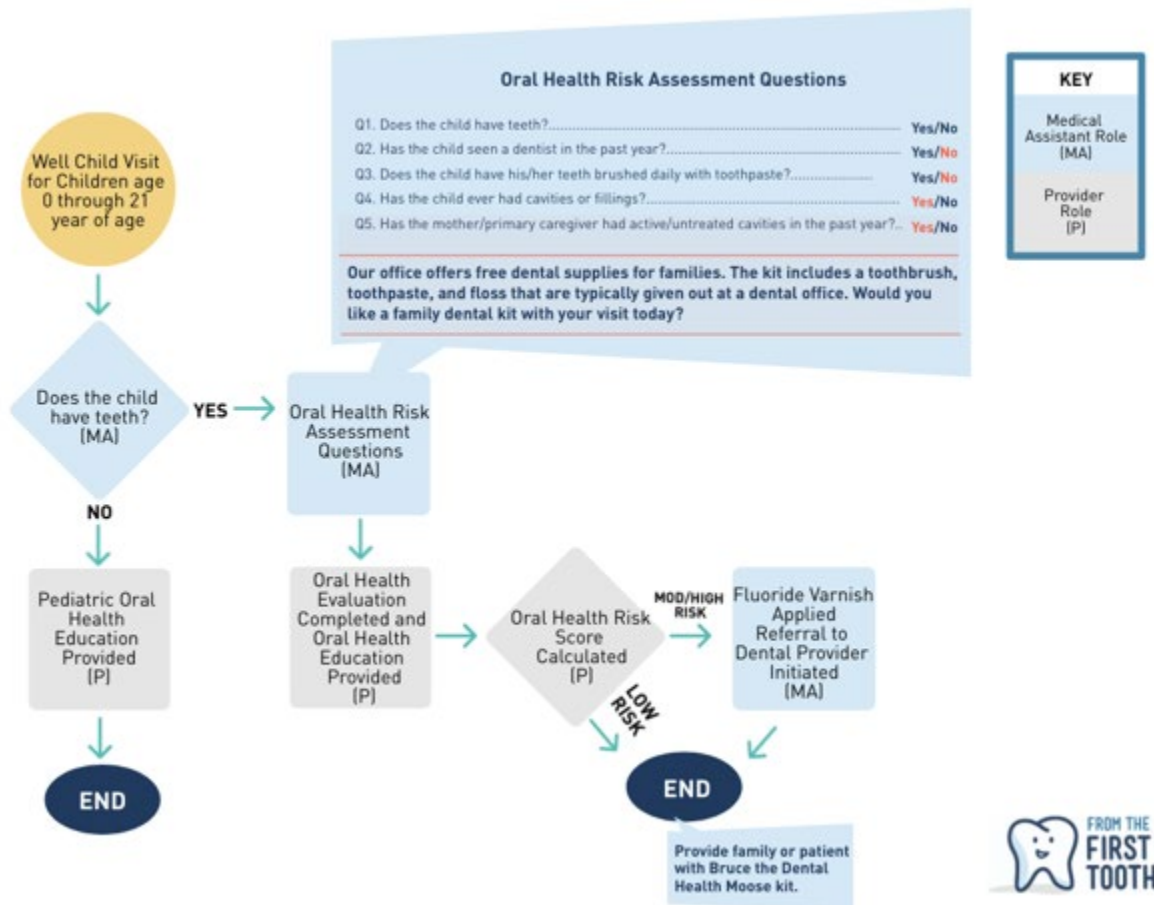 Oral Health Risk Assessment Questions
Q1. Does the child have teeth?.......... Yes/No
Q2. Has the child seen a dentist in the past year?.......... Yes/No
Q3. Does the child have his/her teeth brushed daily with toothpaste?.......... Yes/No
Q4. Has the child ever had cavities or fillings?.......... Yes/No
Q5. Has the mother/primary caregiver had active/untreated cavities in the past year?.. Yes/No
Our office offers free dental supplies for families. The kit includes a toothbrush,
toothpaste, and floss that are typically given out at a dental office. Would you
like a family dental kit with your visit today?
KEY
Medical
Assistant Role
(MA)
Provider
Role
(P)
Well Child Visit
for Children age
0 through 21
year of age
Does the child
have teeth?
(MA)
YES
Oral Health Risk
Assessment
Questions
(MA)
NO
Pediatric Oral
Health
Education
Provided
(P)
END
Oral Health
Evaluation
Completed and
Oral Health
Education
Provided
(P)
Oral Health Risk
Score
Calculated
(P)
MOD/HIGH
RISK
Fluoride Varnish
Applied
Referral to
Dental Provider
Initiated
(MA)
LOW
RISK
END
Provide family or patient
with Bruce the Dental
Health Moose kit.
FROM THE
FIRST
TOOTH